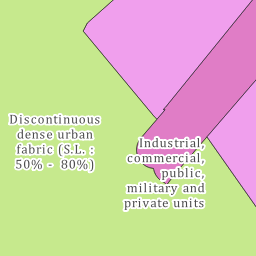 Discontinuous
dense urban
fabric (S.L. :
50% -  80%)
Industrial,
commercial,
public,
military and
private units